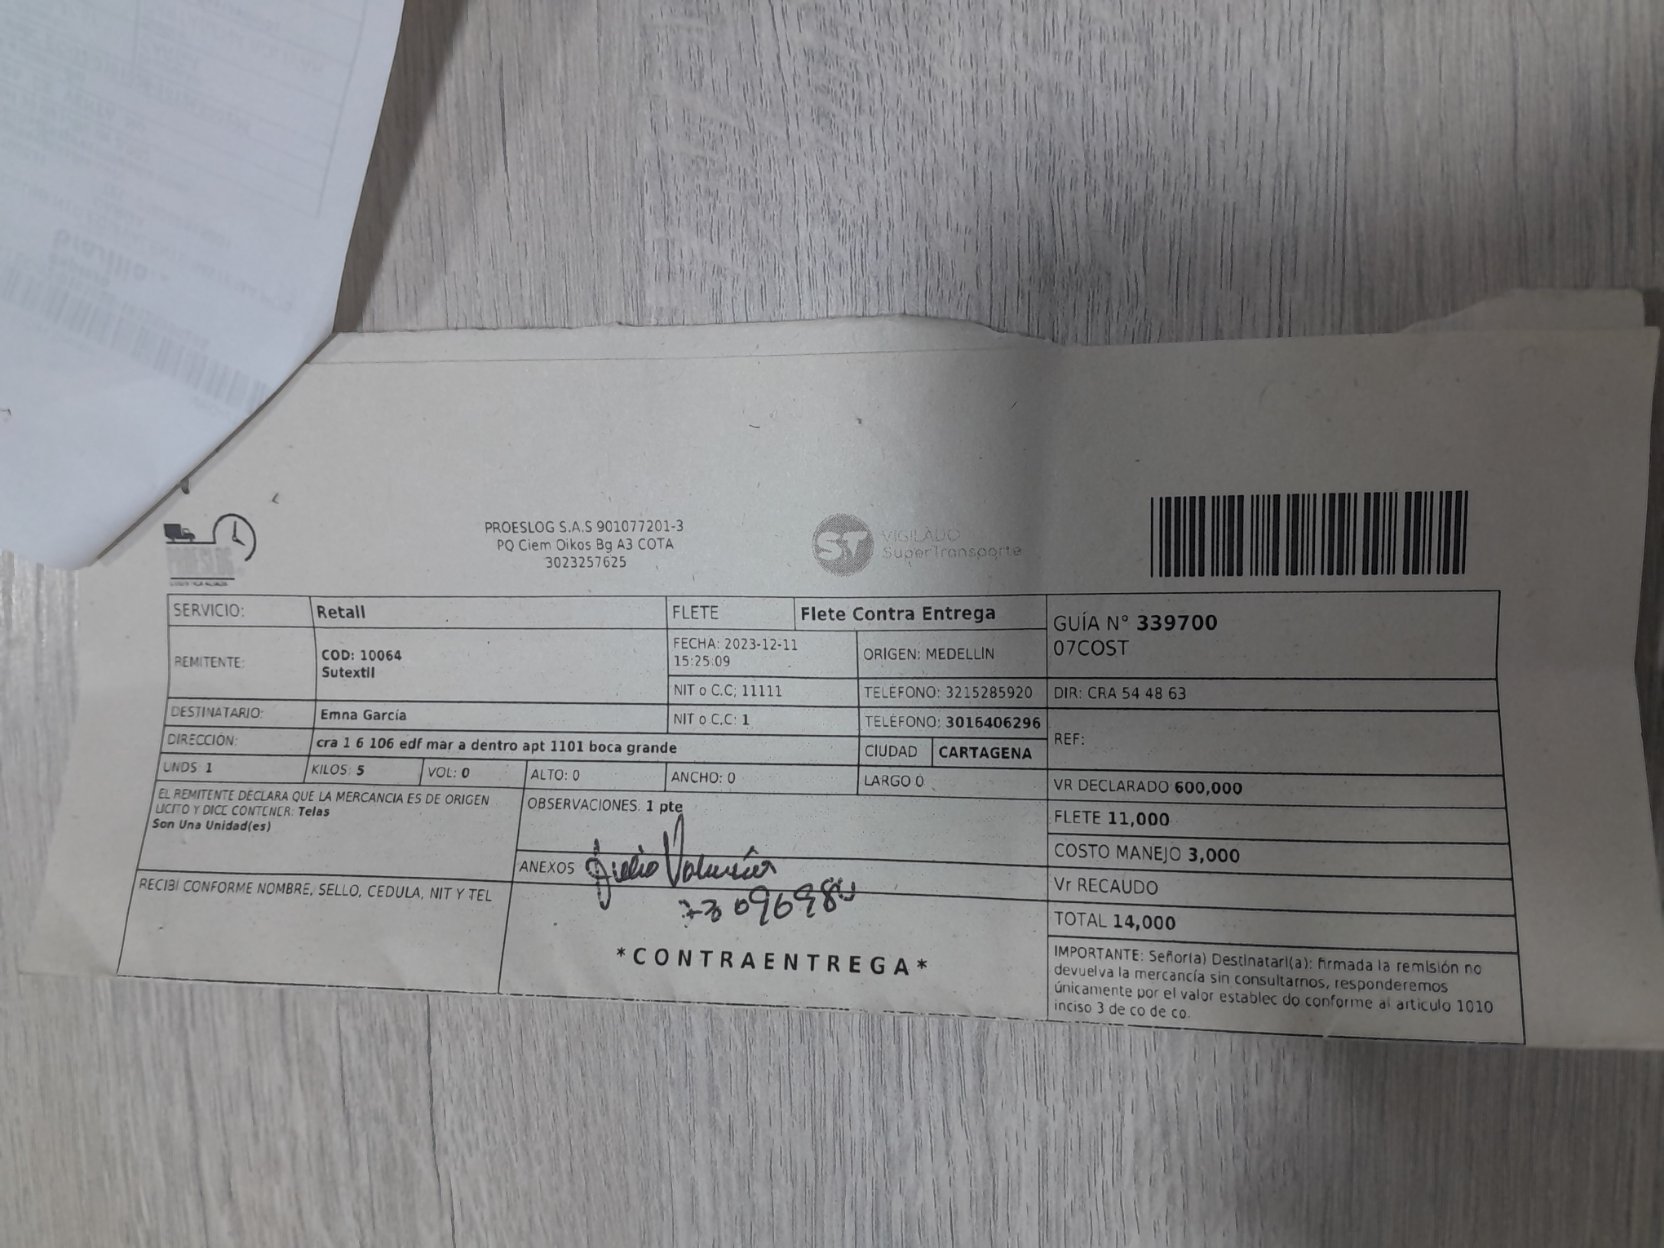 PROESLOG S.A.S 901077201-3
PQ Ciem Oikos Bg A3 COTA
3023257625
ST VIGILADO
SuperTransporte
SERVICIO: Retail FLETE Flete Contra Entrega
GUÍA N° 339700
07COST
REMITENTE: COD: 10064
Sutextil
FECHA: 2023-12-11
15:25:09
ORIGEN: MEDELLIN
NIT o C.C; 11111 TELÉFONO: 3215285920 DIR: CRA 54 48 63
DESTINATARIO: Emna García NIT o C.C: 1 TELÉFONO: 3016406296
REF:
DIRECCIÓN: cra 1 6 106 edf mar a dentro apt 1101 boca grande CIUDAD CARTAGENA
UNDS: 1 KILOS: 5 VOL: 0 ALTO: 0 ANCHO: 0 LARGO 0
VR DECLARADO 600,000
EL REMITENTE DECLARA QUE LA MERCANCIA ES DE ORIGEN
LICITO Y DICE CONTENER: Telas
Son Una Unidad(es)
OBSERVACIONES. 1 pte
FLETE 11,000
COSTO MANEJO 3,000
ANEXOS
Vr RECAUDO
RECIBÍ CONFORME NOMBRE, SELLO, CEDULA, NIT Y TEL
TOTAL 14,000
*CONTRAENTREGA*
IMPORTANTE: Señor(a) Destinatari(a): firmada la remisión no
devuelva la mercancía sin consultarnos, responderemos
únicamente por el valor establec do conforme al articulo 1010
inciso 3 de co de co.